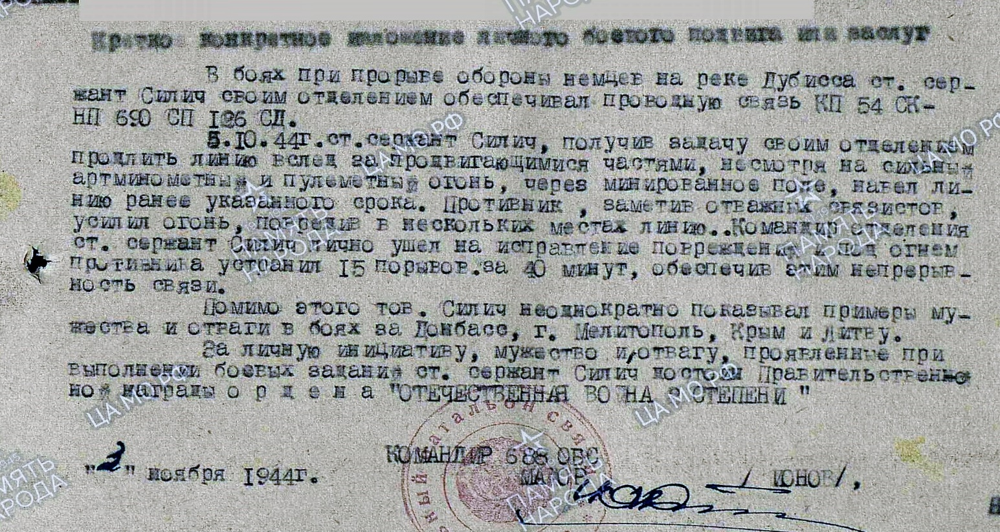 Кратко конкретное изложение личного боевого подвига или заслуг
В боях при прорыве обороны немцев на реке Дубисса ст. сер-
жант Силич своим отделением обеспечивал проводную связь КП 54 СК-
НП 690 СП 126 СД.
5.10.44г.ст.сержант Силич, получив задачу своим отделением
продлить линию вслед за продвигающимися частями, несмотря на сильный
артминометный и пулеметный огонь, через минированное поле, навел ли-
нию ранее указанного срока. Противник , заметив отважных связистов,
усилил огонь, повредив в нескольких местах линию..Командир отделения
ст. сержант Силич лично ушел на исправление повреждения и под огнем
противника устранил 15 порывов.за 40 минут, обеспечив этим непрерыв-
ность связи.
Помимо этого тов. Силич неоднократно показывал примеры му-
жества и отваги в боях за Донбасс, г. Мелитополь, Крым и Литву.
За личную инициативу, мужество и отвагу, проявленные при
выполнении боевых задании ст. сержант Силич достоин Правительственно
ной награды о р д е н а "ОТЕЧЕСТВЕННАЯ ВОЙНА 2 СТЕПЕНИ "
батальон связи
КОМАНДИР 688 ОБС
"2" ноября 1944г.
МАЙОР / ИОНОВ/.
ЦА МО РФ
ПАМЯТЬ
НАРОДА